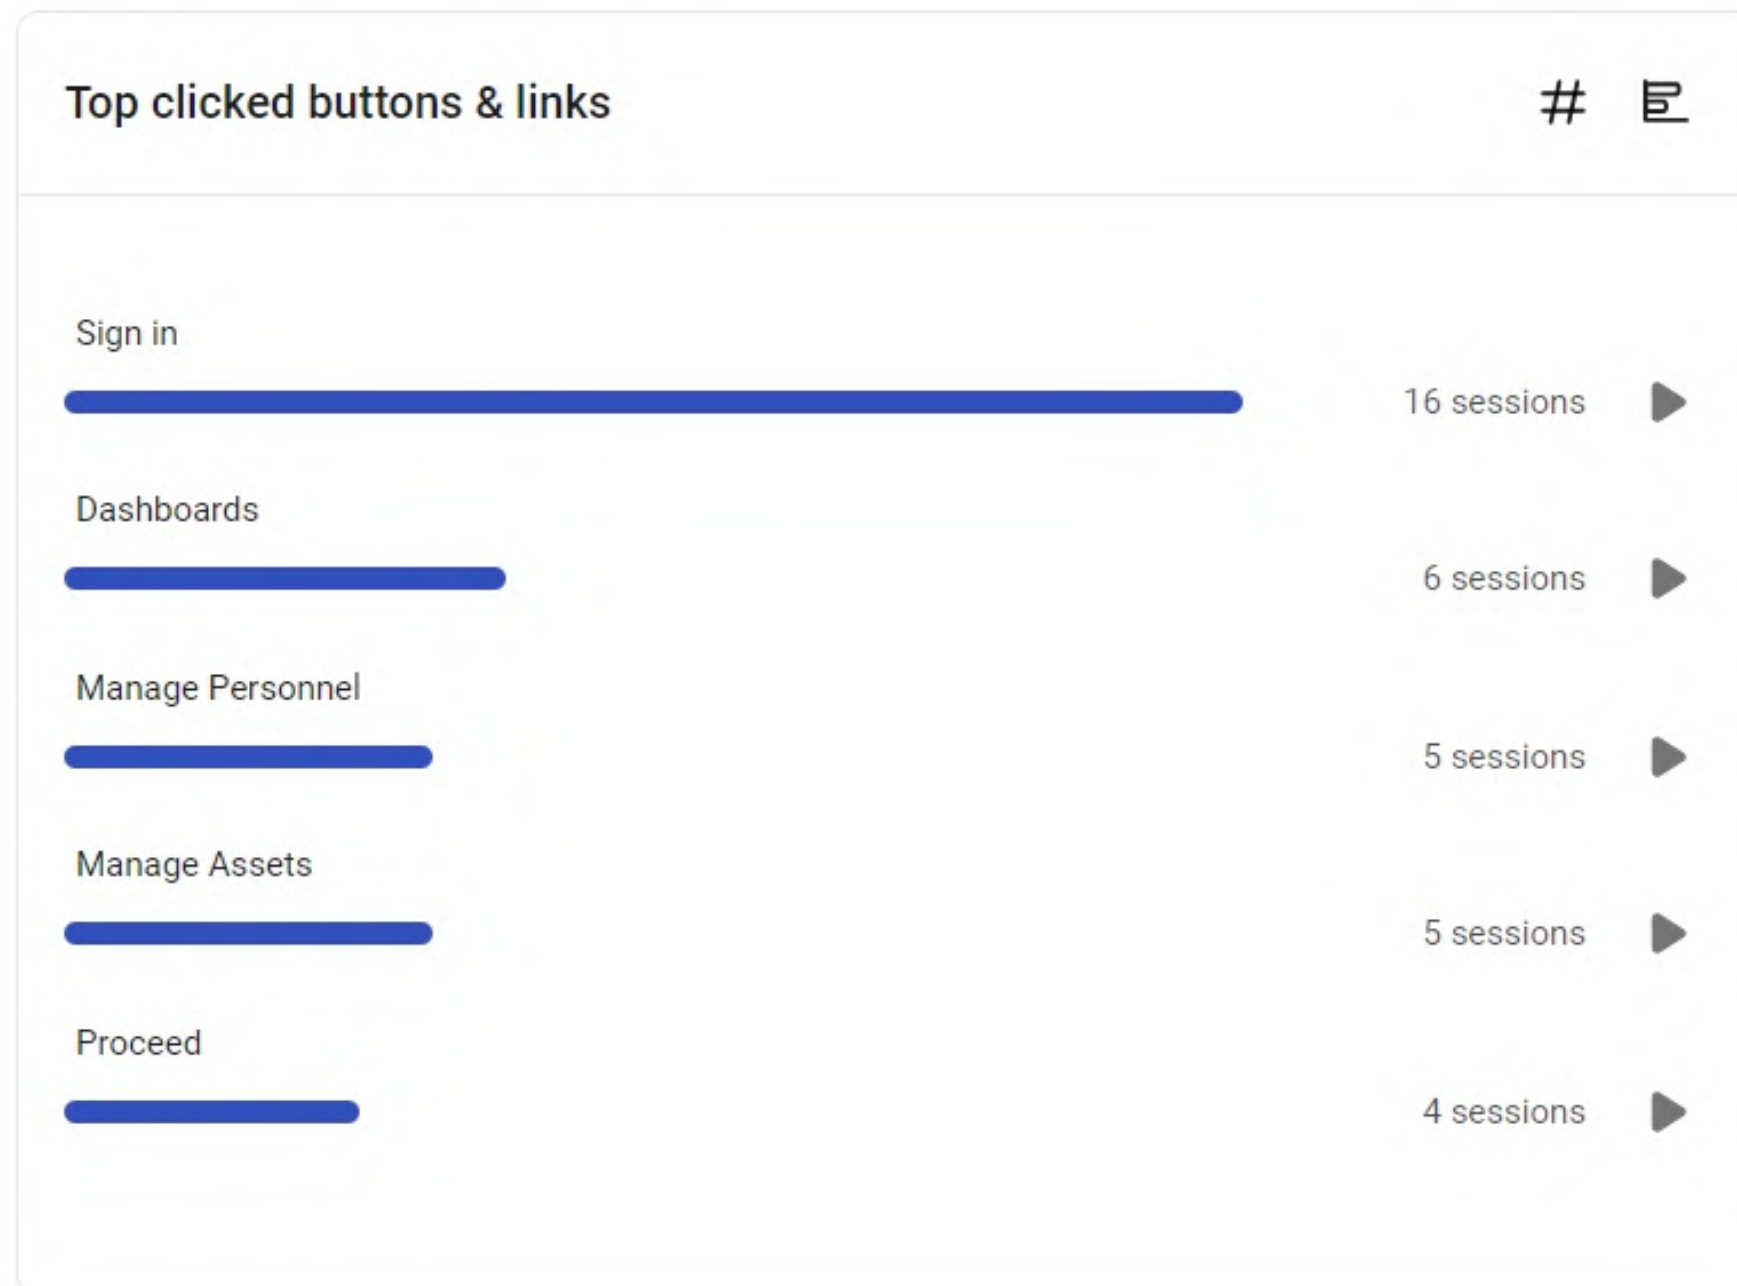 Top clicked buttons & links
Sign in
16 sessions
Dashboards
6 sessions
Manage Personnel
5 sessions
Manage Assets
5 sessions
Proceed
4 sessions